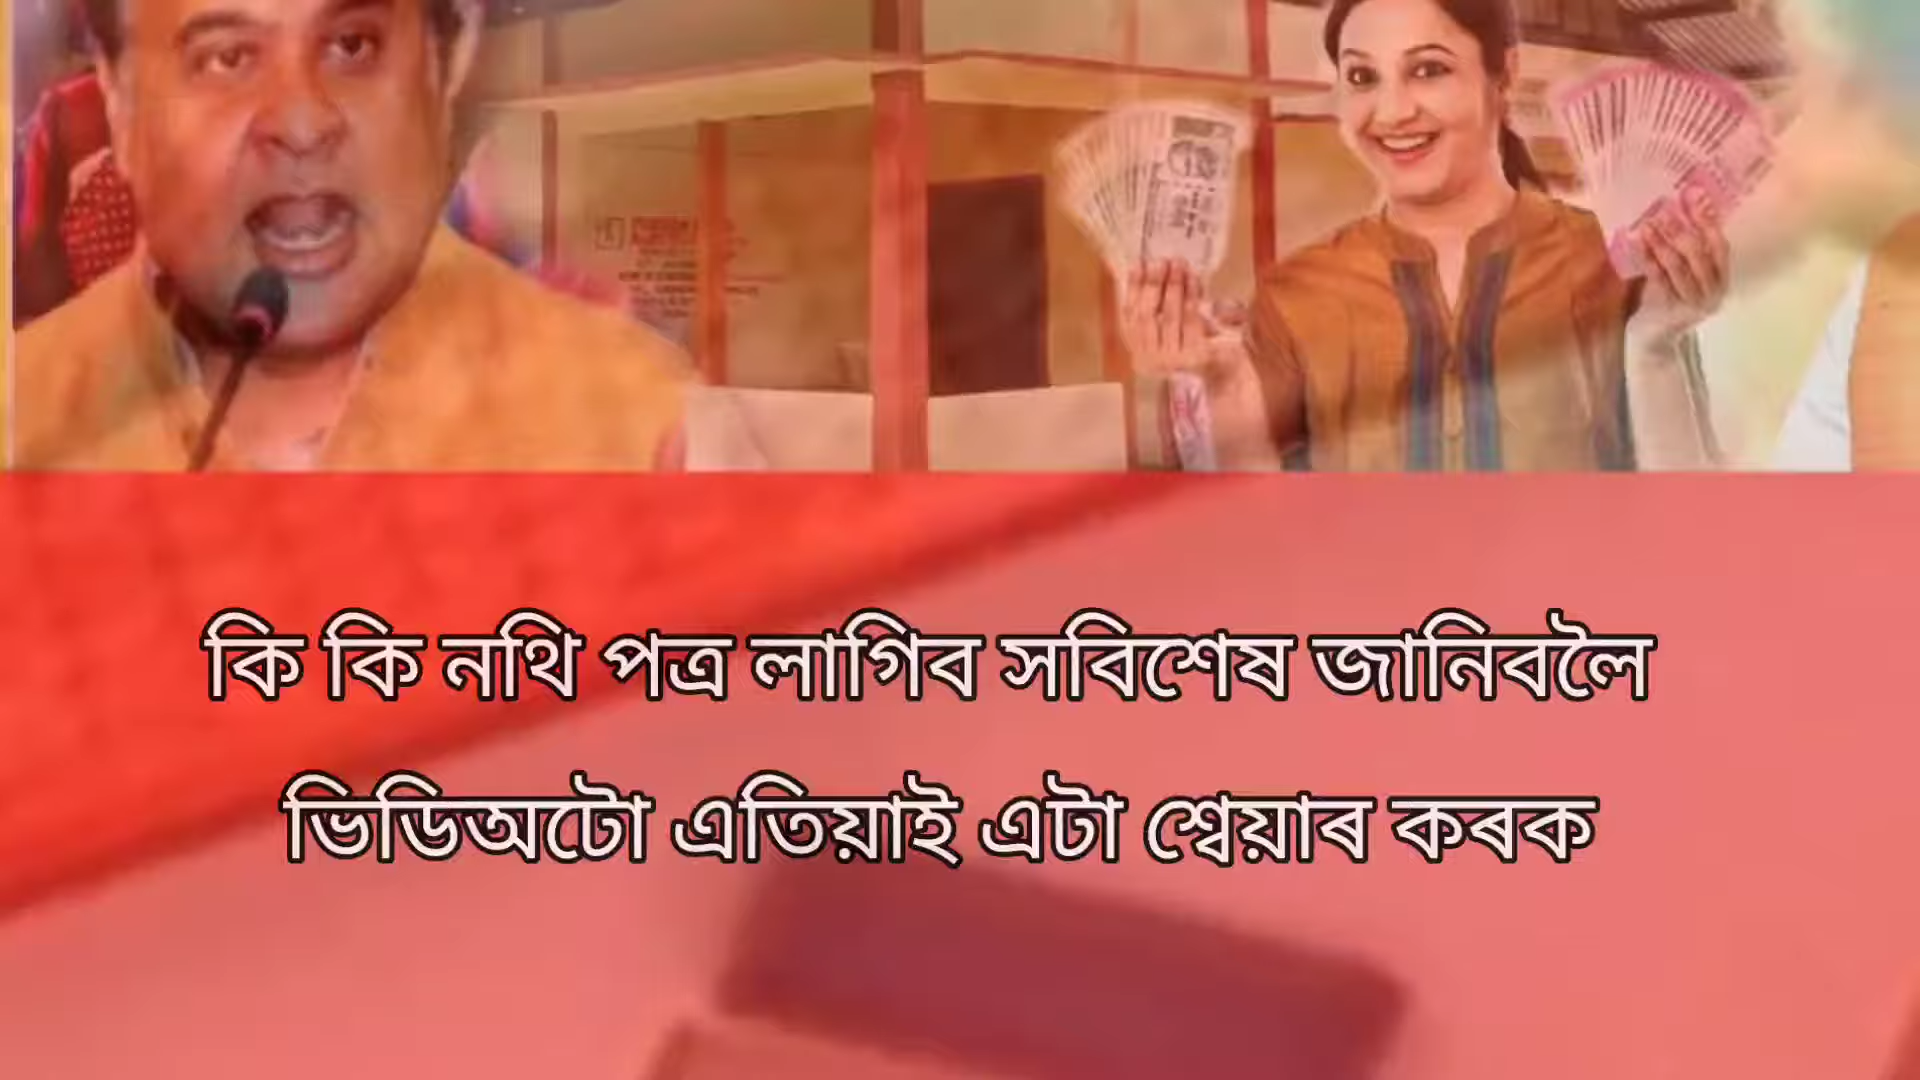 কি কি নথি পত্ৰ লাগিব সবিশেষ জানিবলৈ
ভিডিঅটো এতিয়াই এটা শ্বেয়াৰ কৰক